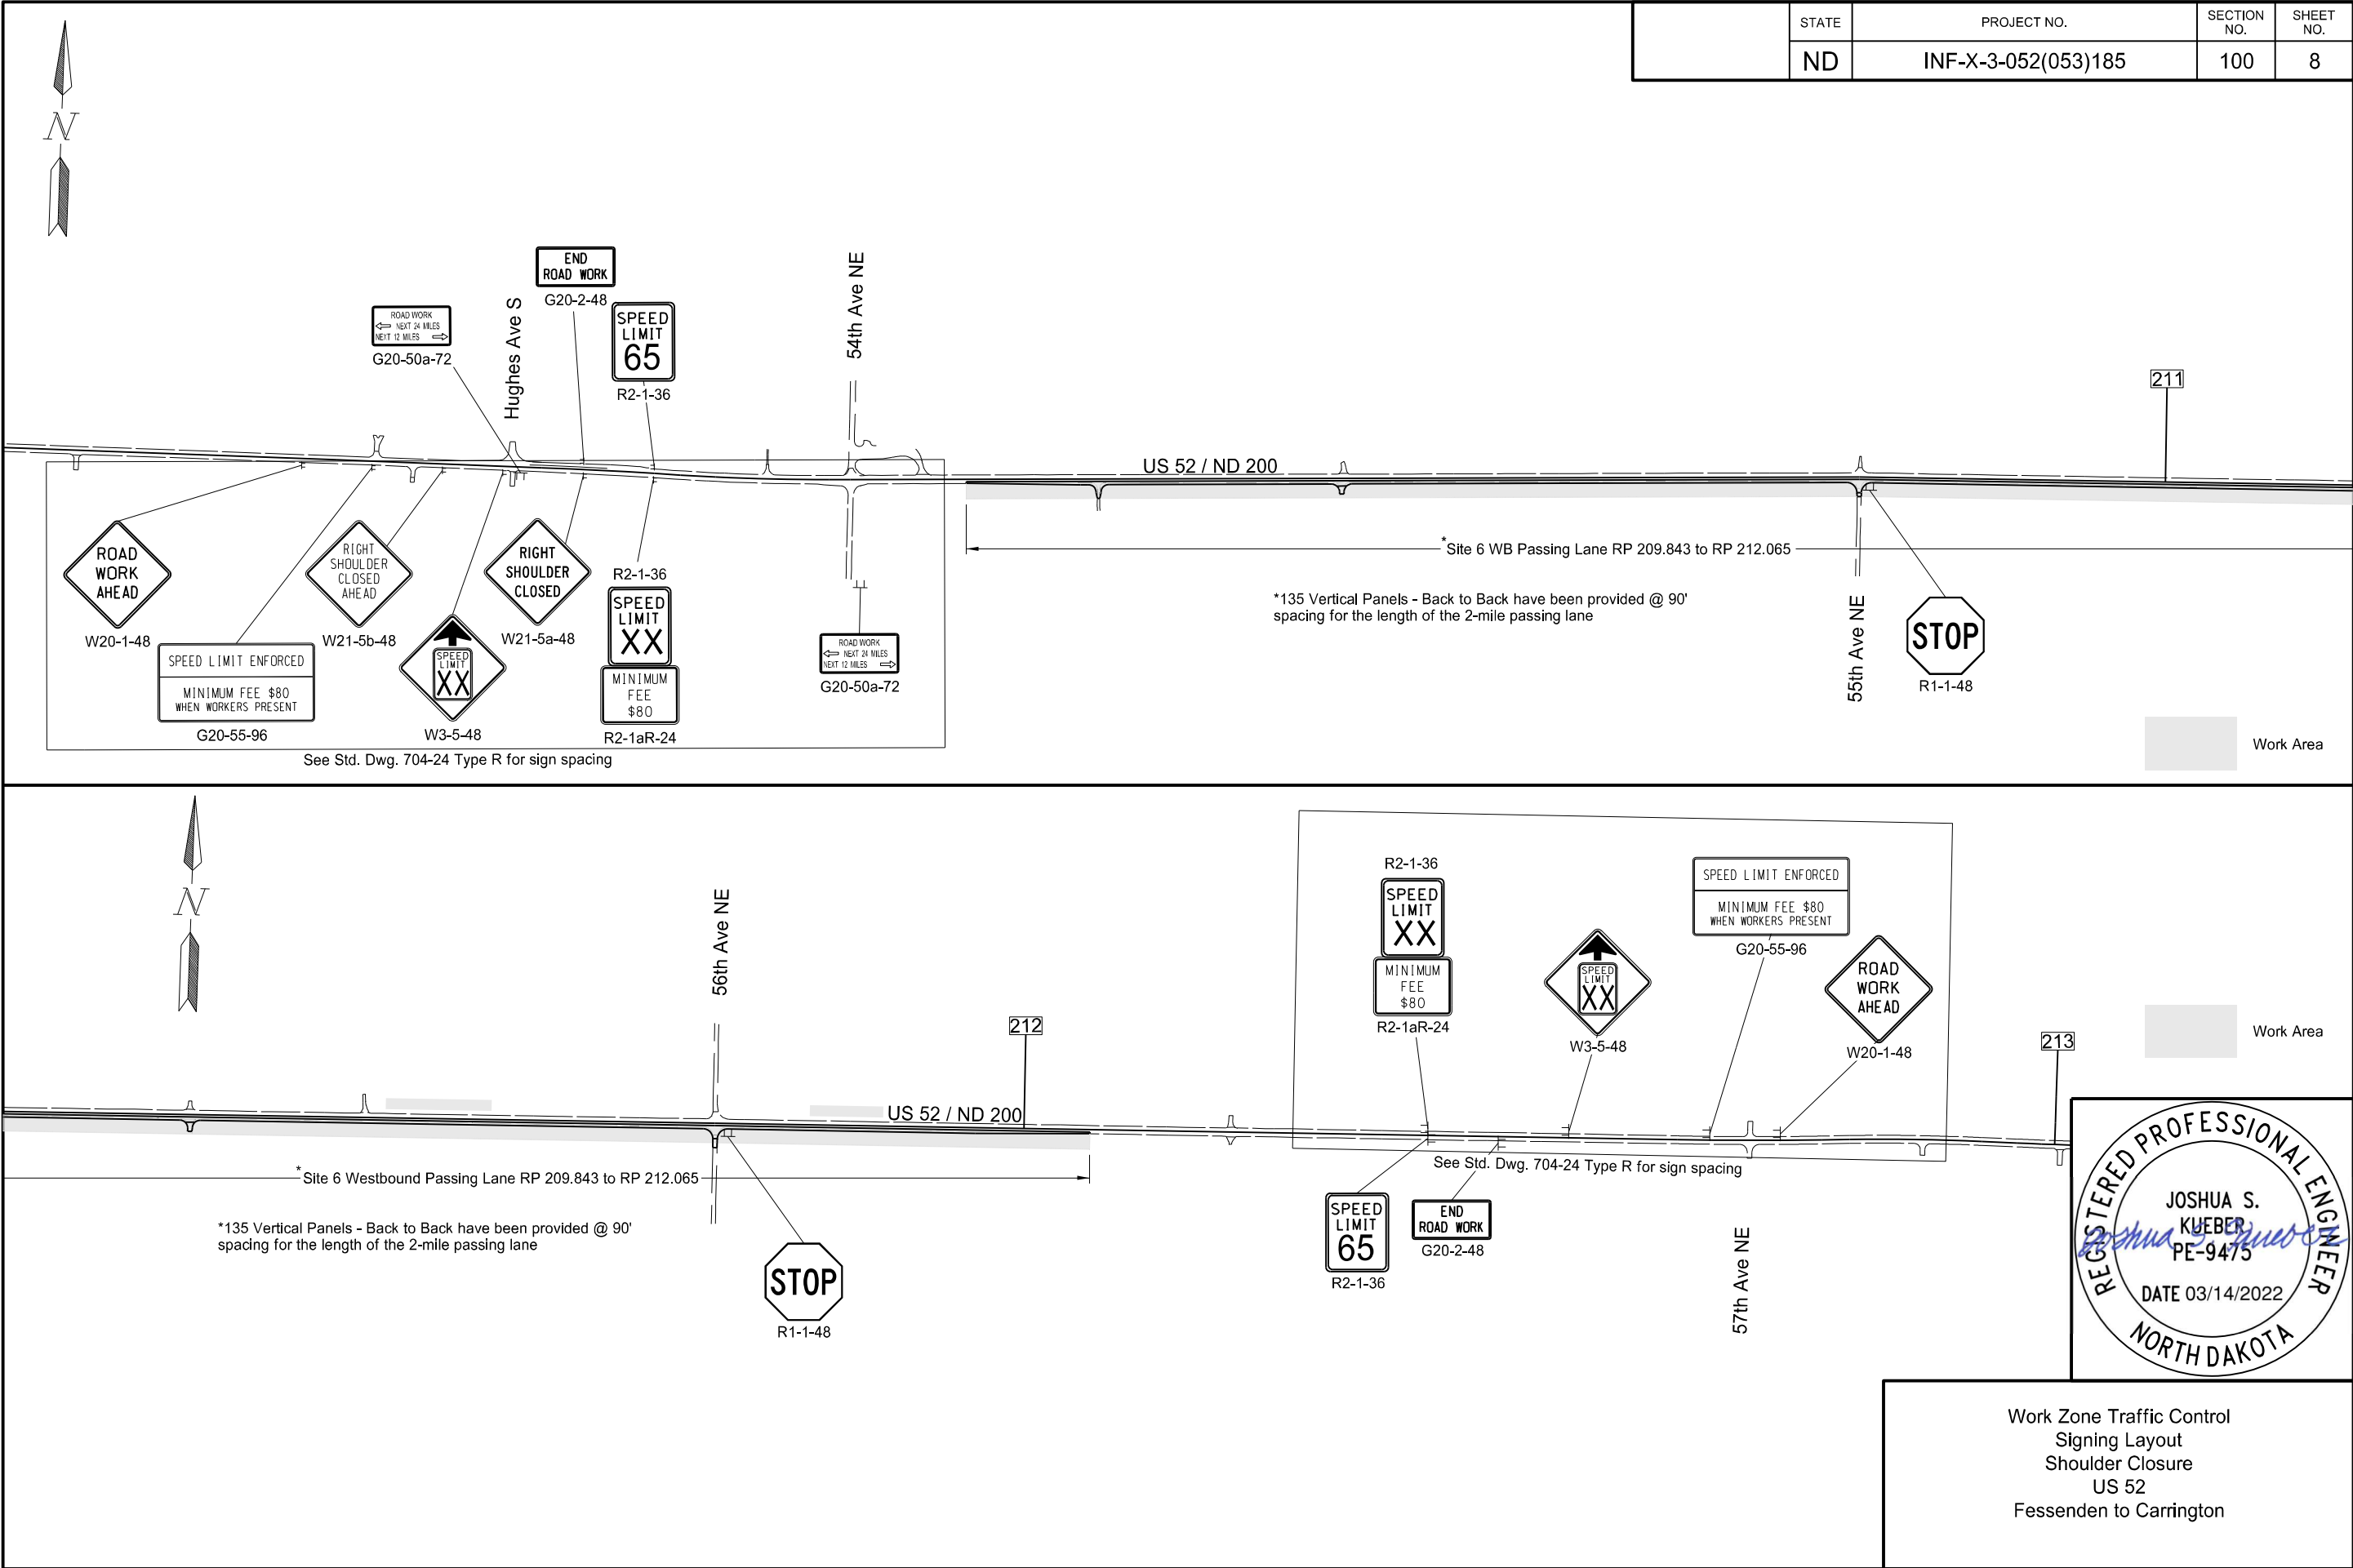 STATE
PROJECT NO.
SECTION
NO.
SHEET
NO.
ND
INF-X-3-052(053)185
100
8
N
END
ROAD WORK
G20-2-48
ROAD WORK
NEXT 24 MILES
NEXT 12 MILES
G20-50a-72
Hughes Ave S
SPEED
LIMIT
65
R2-1-36
54th Ave NE
211
US 52 / ND 200
ROAD
WORK
AHEAD
W20-1-48
SPEED LIMIT ENFORCED
MINIMUM FEE $80
WHEN WORKERS PRESENT
G20-55-96
RIGHT
SHOULDER
CLOSED
AHEAD
W21-5b-48
SPEED
LIMIT
XX
W3-5-48
RIGHT
SHOULDER
CLOSED
W21-5a-48
R2-1-36
SPEED
LIMIT
XX
MINIMUM
FEE
$80
R2-1aR-24
ROAD WORK
NEXT 24 MILES
NEXT 12 MILES
G20-50a-72
See Std. Dwg. 704-24 Type R for sign spacing
*Site 6 WB Passing Lane RP 209.843 to RP 212.065
*135 Vertical Panels - Back to Back have been provided @ 90'
spacing for the length of the 2-mile passing lane
55th Ave NE
STOP
R1-1-48
Work Area
N
56th Ave NE
212
US 52 / ND 200
*Site 6 Westbound Passing Lane RP 209.843 to RP 212.065
*135 Vertical Panels - Back to Back have been provided @ 90'
spacing for the length of the 2-mile passing lane
STOP
R1-1-48
R2-1-36
SPEED
LIMIT
XX
MINIMUM
FEE
$80
R2-1aR-24
SPEED
LIMIT
XX
W3-5-48
SPEED LIMIT ENFORCED
MINIMUM FEE $80
WHEN WORKERS PRESENT
G20-55-96
ROAD
WORK
AHEAD
W20-1-48
213
Work Area
See Std. Dwg. 704-24 Type R for sign spacing
SPEED
LIMIT
65
R2-1-36
END
ROAD WORK
G20-2-48
57th Ave NE
REGISTERED PROFESSIONAL ENGINEER
JOSHUA S.
KUEBER
PE-9475
DATE 03/14/2022
NORTH DAKOTA
Work Zone Traffic Control
Signing Layout
Shoulder Closure
US 52
Fessenden to Carrington